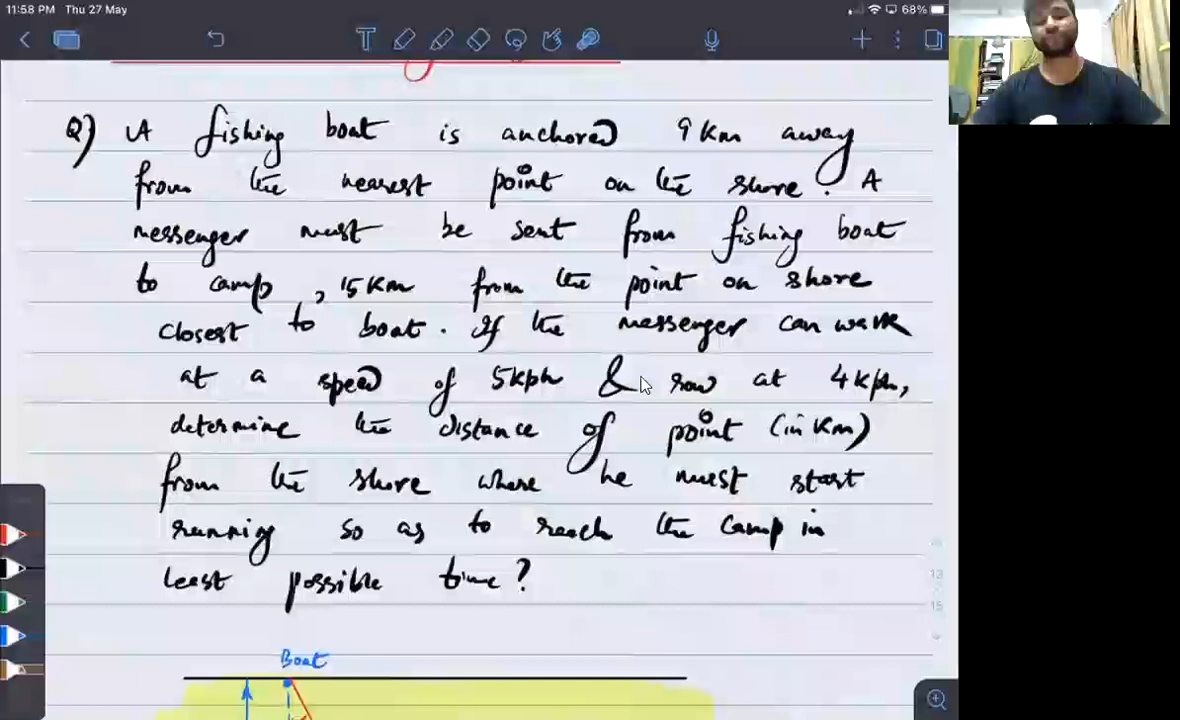 11:58 PM Thu 27 May
68%
Q) A fishing boat is anchored 9 Km away
from the nearest point on the shore. A
messenger must be sent from fishing boat
to camp, 15 Km from the point on shore
closest to boat. If the messenger can walk
at a speed of 5kph & row at 4 kph,
determine the distance of point (in Km)
from the shore where he must start
running so as to reach the camp in
least possible time?
Boat
13
15